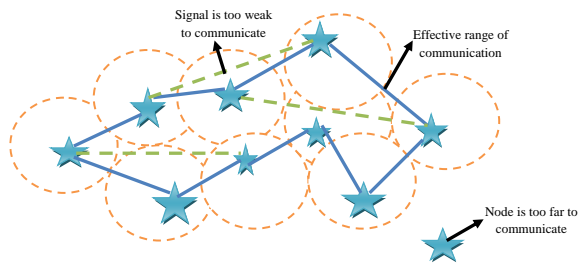 Signal is too weak
to communicate
Effective range of
communication
Node is too far to
communicate